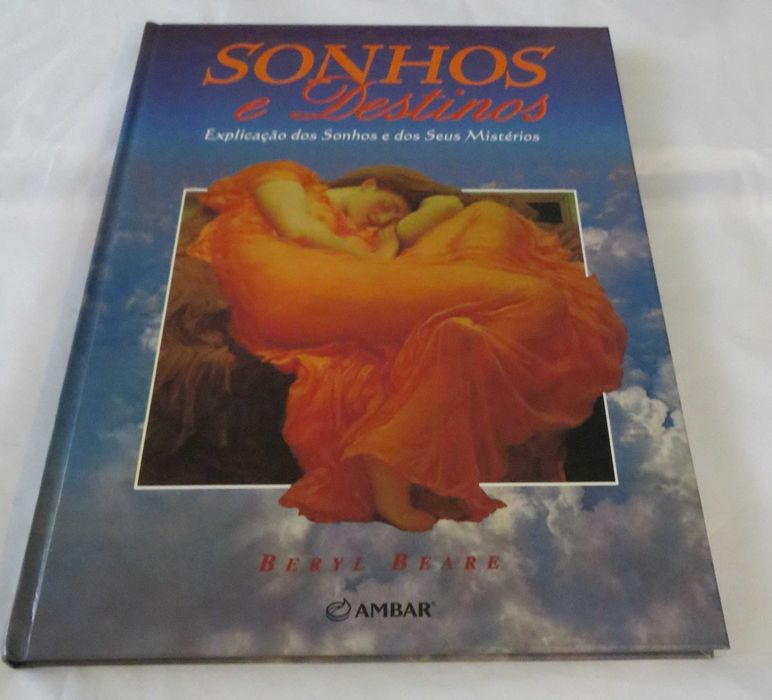 SONHOS
e Destinos
Explicação dos Sonhos e dos Seus Mistérios
BERYL BEARE
AMBAR®